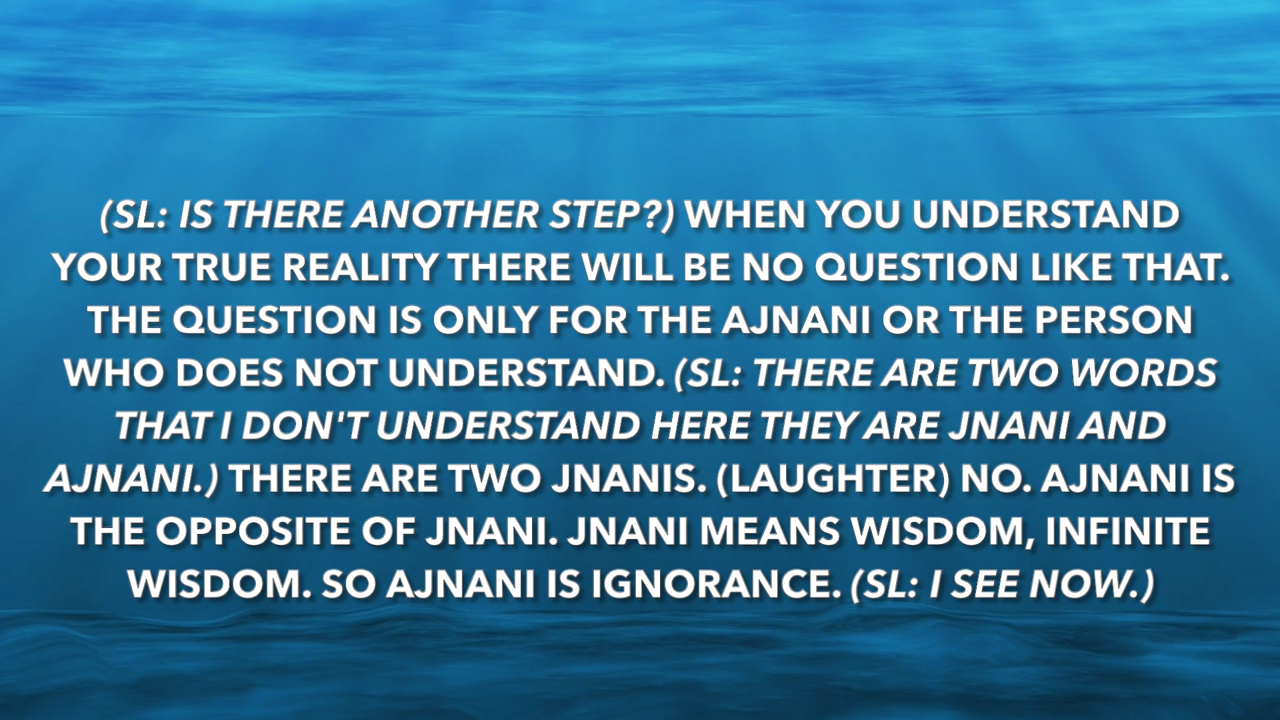 (SL: IS THERE ANOTHER STEP?) WHEN YOU UNDERSTAND
YOUR TRUE REALITY THERE WILL BE NO QUESTION LIKE THAT.
THE QUESTION IS ONLY FOR THE AJNANI OR THE PERSON
WHO DOES NOT UNDERSTAND. (SL: THERE ARE TWO WORDS
THAT I DON'T UNDERSTAND HERE THEY ARE JNANI AND
AJNANI.) THERE ARE TWO JNANIS. (LAUGHTER) NO. AJNANI IS
THE OPPOSITE OF JNANI. JNANI MEANS WISDOM, INFINITE
WISDOM. SO AJNANI IS IGNORANCE. (SL: I SEE NOW.)